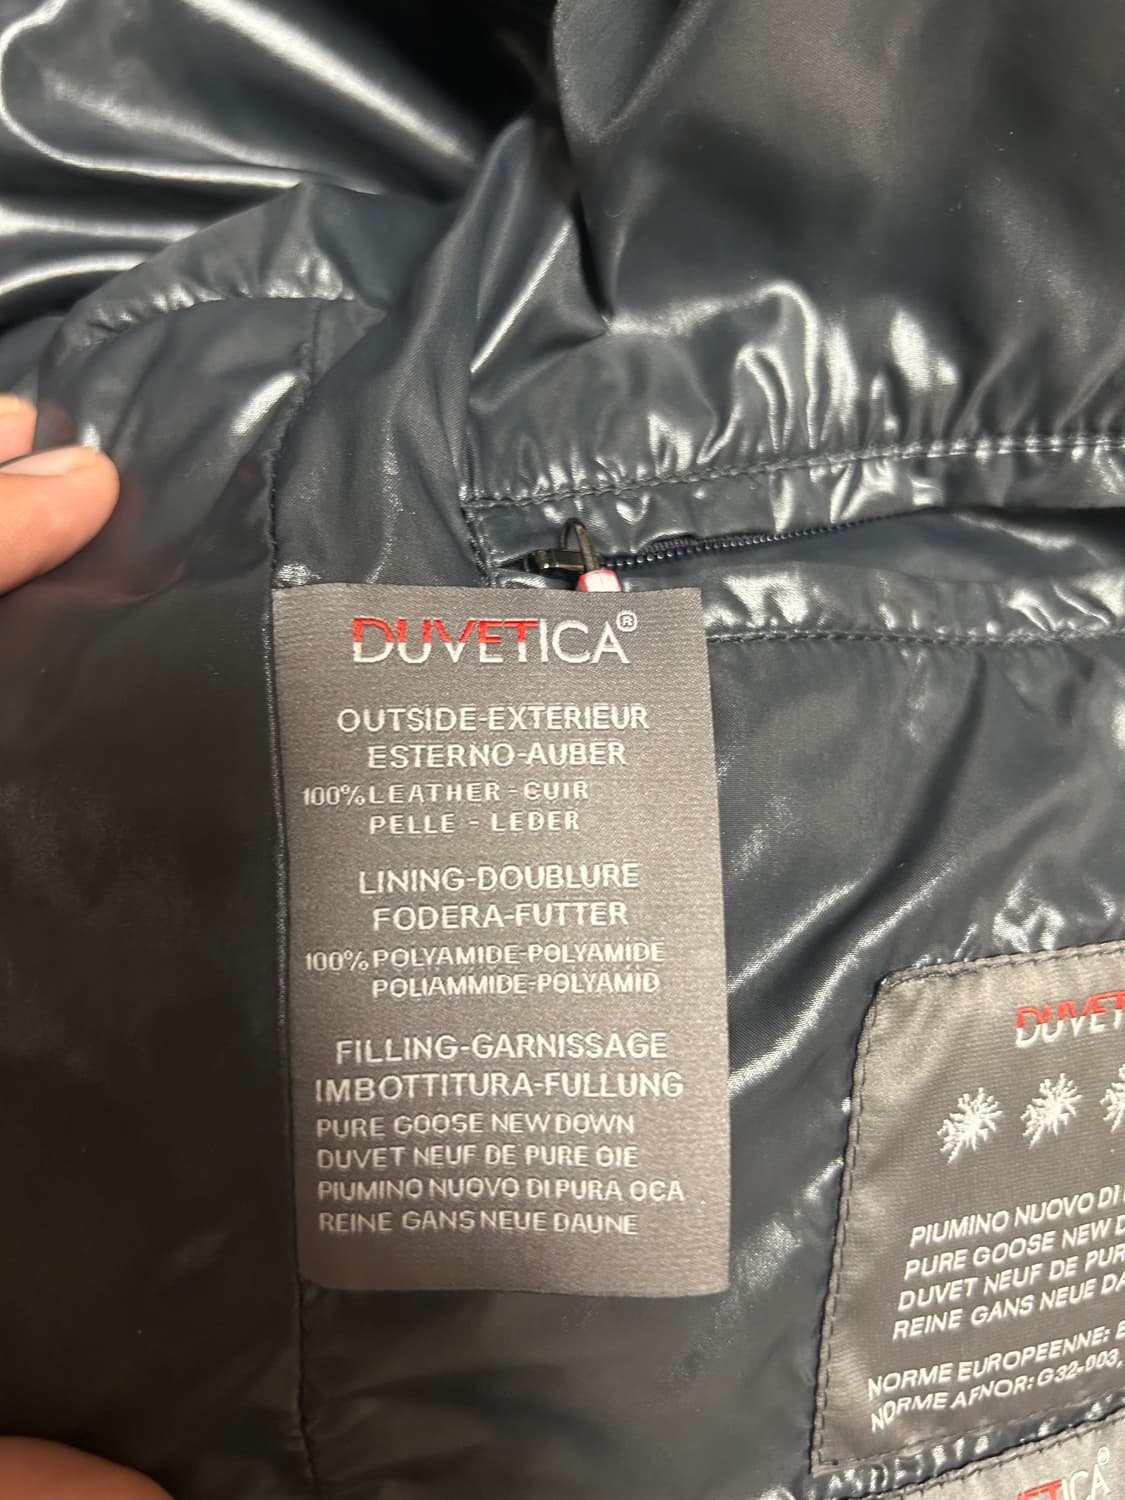 DUVETICA®
OUTSIDE-EXTERIEUR
ESTERNO-AUBER
100% LEATHER - CUIR
PELLE - LEDER
LINING-DOUBLURE
FODERA-FUTTER
100% POLYAMIDE-POLYAMIDE
POLIAMMIDE-POLYAMID
FILLING-GARNISSAGE
IMBOTTITURA-FULLUNG
PURE GOOSE NEW DOWN
DUVET NEUF DE PURE OIE
PIUMINO NUOVO DI PURA OCA
REINE GANS NEUE DAUNE
DUVET
PIUMINO NUOVO DI
PURE GOOSE NEW D
DUVET NEUF DE PUR
REINE GANS NEUE DA
NORME EUROPEENNE: E
NORME AFNOR: G32-003,
ETICA®